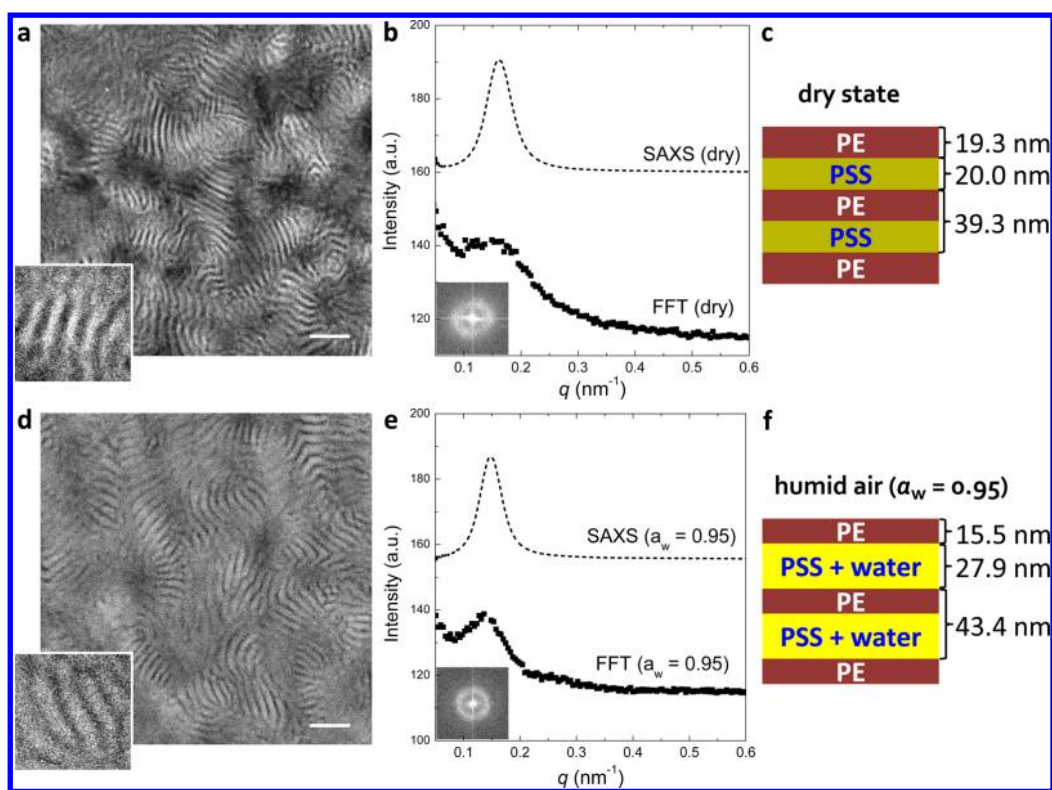 a
b
200
190
180
160
140
120
Intensity (a.u.)
SAXS (dry)
FFT (dry)
0.1
0.2
0.3
0.4
0.5
0.6
q (nm⁻¹)
c
dry state
PE
19.3 nm
PSS
20.0 nm
PE
39.3 nm
PSS
PE
d
e
200
180
160
140
120
100
Intensity (a.u.)
SAXS (a_w = 0.95)
FFT (a_w = 0.95)
0.1
0.2
0.3
0.4
0.5
0.6
q (nm⁻¹)
f
humid air (a_w = 0.95)
PE
15.5 nm
PSS + water
27.9 nm
PE
43.4 nm
PSS + water
PE